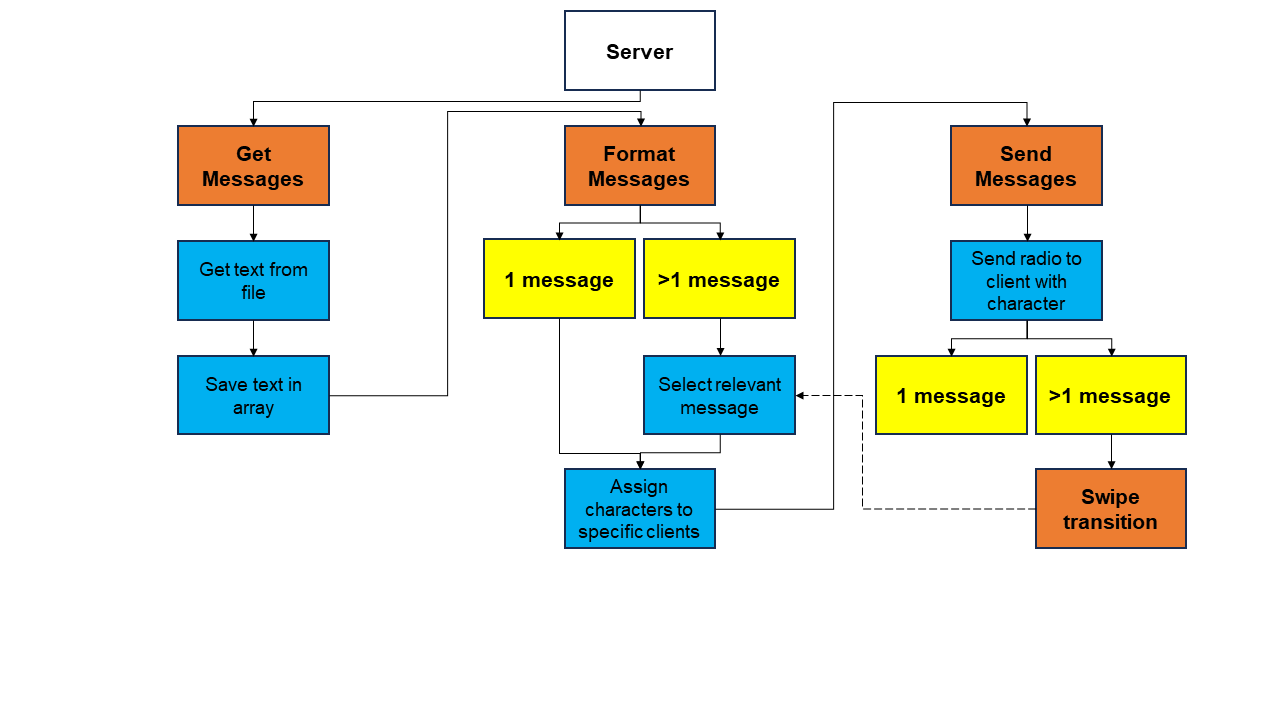 Server
Get
Messages
Format
Messages
Send
Messages
Get text from
file
1 message
>1 message
Send radio to
client with
character
Save text in
array
Select relevant
message
1 message
>1 message
Assign
characters to
specific clients
Swipe
transition